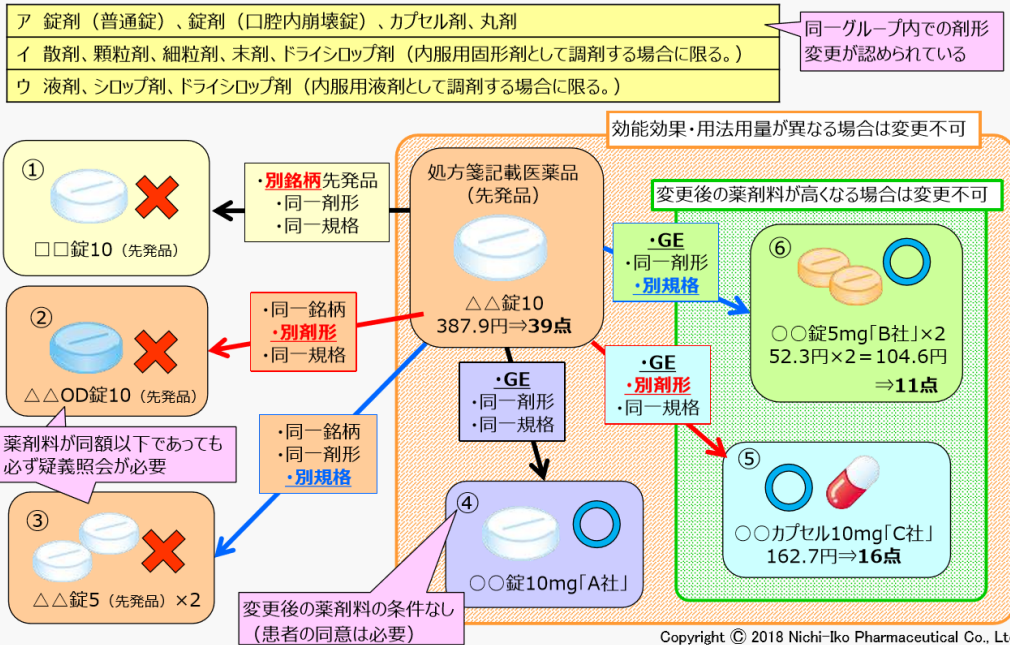 ア 錠剤（普通錠）、錠剤（口腔内崩壊錠）、カプセル剤、丸剤
イ 散剤、顆粒剤、細粒剤、末剤、ドライシロップ剤（内服用固形剤として調剤する場合に限る。）
ウ 液剤、シロップ剤、ドライシロップ剤（内服用液剤として調剤する場合に限る。）
同一グループ内での剤形
変更が認められている
効能効果・用法用量が異なる場合は変更不可
変更後の薬剤料が高くなる場合は変更不可
①
□□錠10（先発品）
・別銘柄先発品
・同一剤形
・同一規格
処方箋記載医薬品
（先発品）
△△錠10
387.9円⇒39点
・GE
・同一剤形
・別規格
⑥
○○錠5mg「B社」×2
52.3円×2＝104.6円
⇒11点
②
△△OD錠10（先発品）
・同一銘柄
・別剤形
・同一規格
薬剤料が同額以下であっても
必ず疑義照会が必要
・同一銘柄
・同一剤形
・別規格
③
△△錠5（先発品）×2
・GE
・同一剤形
・同一規格
④
○○錠10mg「A社」
変更後の薬剤料の条件なし
（患者の同意は必要）
・GE
・別剤形
・同一規格
⑤
○○カプセル10mg「C社」
162.7円⇒16点
Copyright Ⓒ 2018 Nichi-Iko Pharmaceutical Co.,